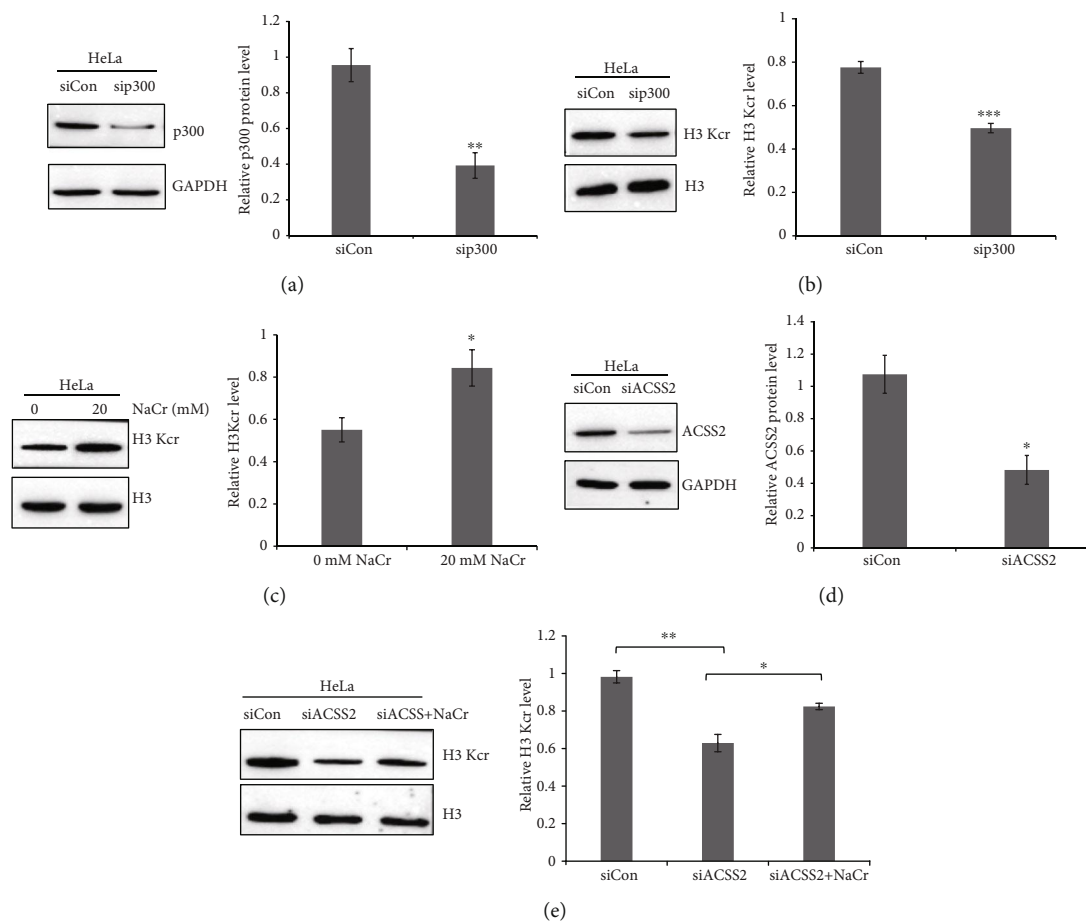 HeLa
siCon sip300
p300
GAPDH
Relative p300 protein level
1.2
1
0.8
0.6
0.4
0.2
0
**
siCon sip300
(a)
HeLa
siCon sip300
H3 Kcr
H3
Relative H3 Kcr level
1
0.8
0.6
0.4
0.2
0
***
siCon sip300
(b)
HeLa
0 20 NaCr (mM)
H3 Kcr
H3
Relative H3Kcr level
1
0.8
0.6
0.4
0.2
0
*
0 mM NaCr 20 mM NaCr
(c)
HeLa
siCon siACSS2
ACSS2
GAPDH
Relative ACSS2 protein level
1.4
1.2
1
0.8
0.6
0.4
0.2
0
*
siCon siACSS2
(d)
HeLa
siCon siACSS2 siACSS+NaCr
H3 Kcr
H3
Relative H3 Kcr level
1.2
1
0.8
0.6
0.4
0.2
0
** *
siCon siACSS2 siACSS2+NaCr
(e)